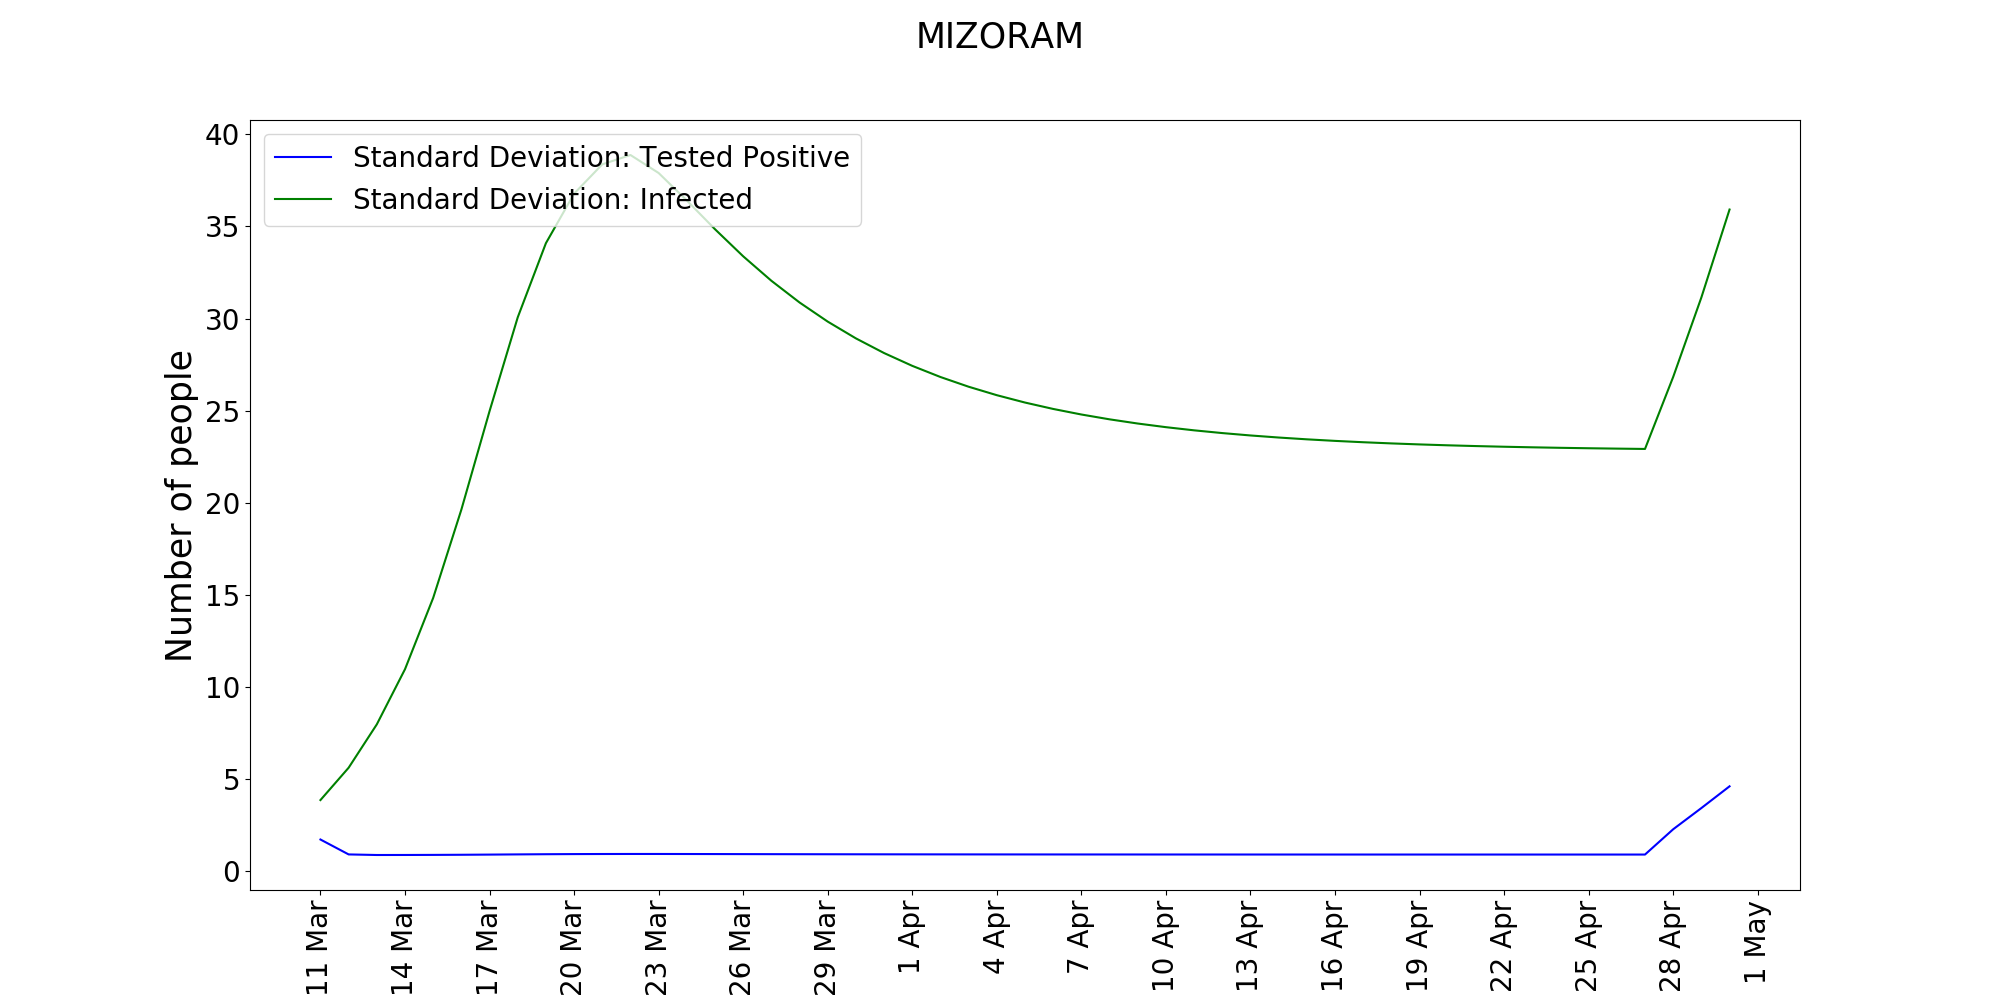 MIZORAM
40
35
30
25
20
15
10
5
0
Number of people
Standard Deviation: Tested Positive
Standard Deviation: Infected
11 Mar
14 Mar
17 Mar
20 Mar
23 Mar
26 Mar
29 Mar
1 Apr
4 Apr
7 Apr
10 Apr
13 Apr
16 Apr
19 Apr
22 Apr
25 Apr
28 Apr
1 May